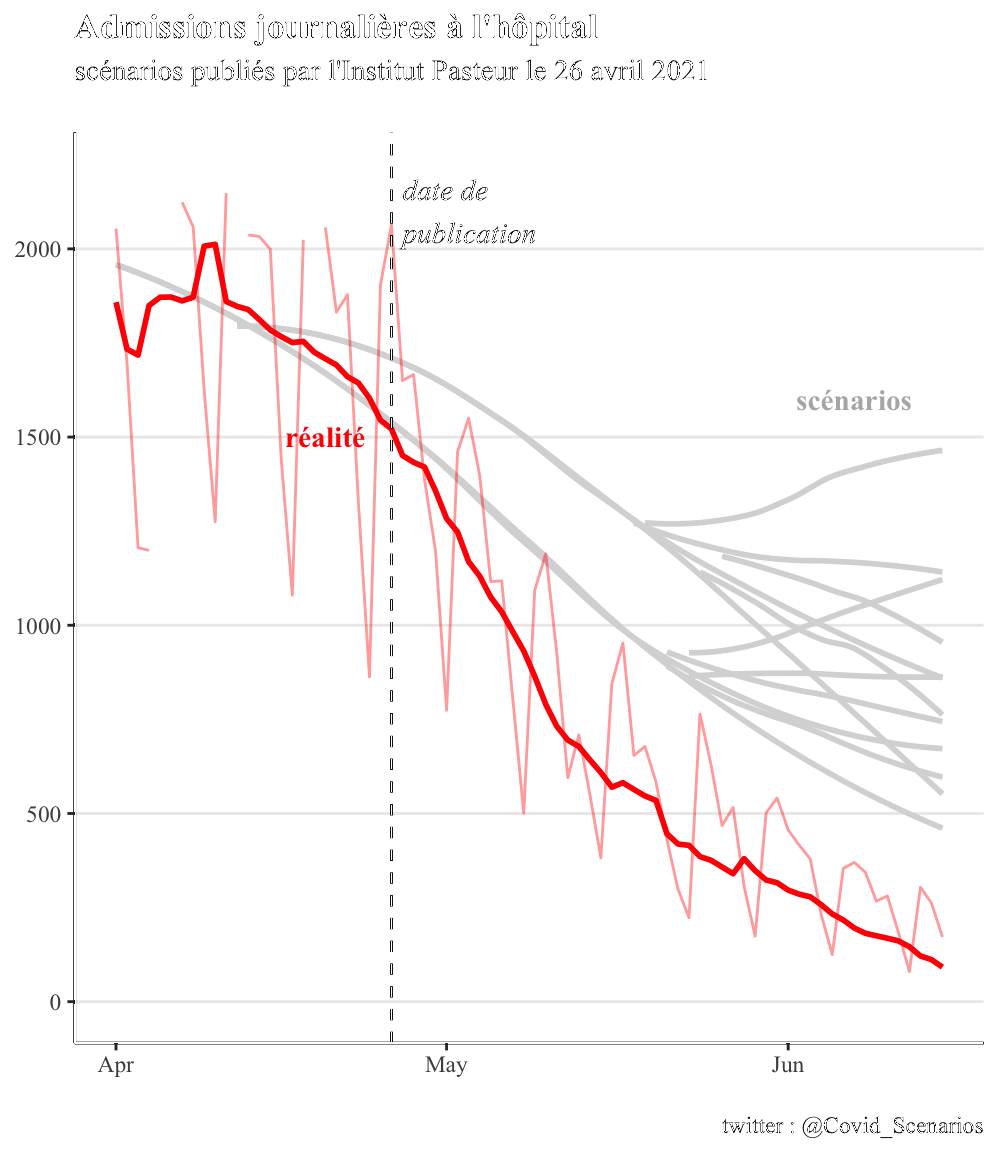 Admissions journalières à l'hôpital
scénarios publiés par l'Institut Pasteur le 26 avril 2021
date de
publication
2000
scénarios
1500
réalité
1000
500
0
Apr
May
Jun
twitter : @Covid_Scenarios